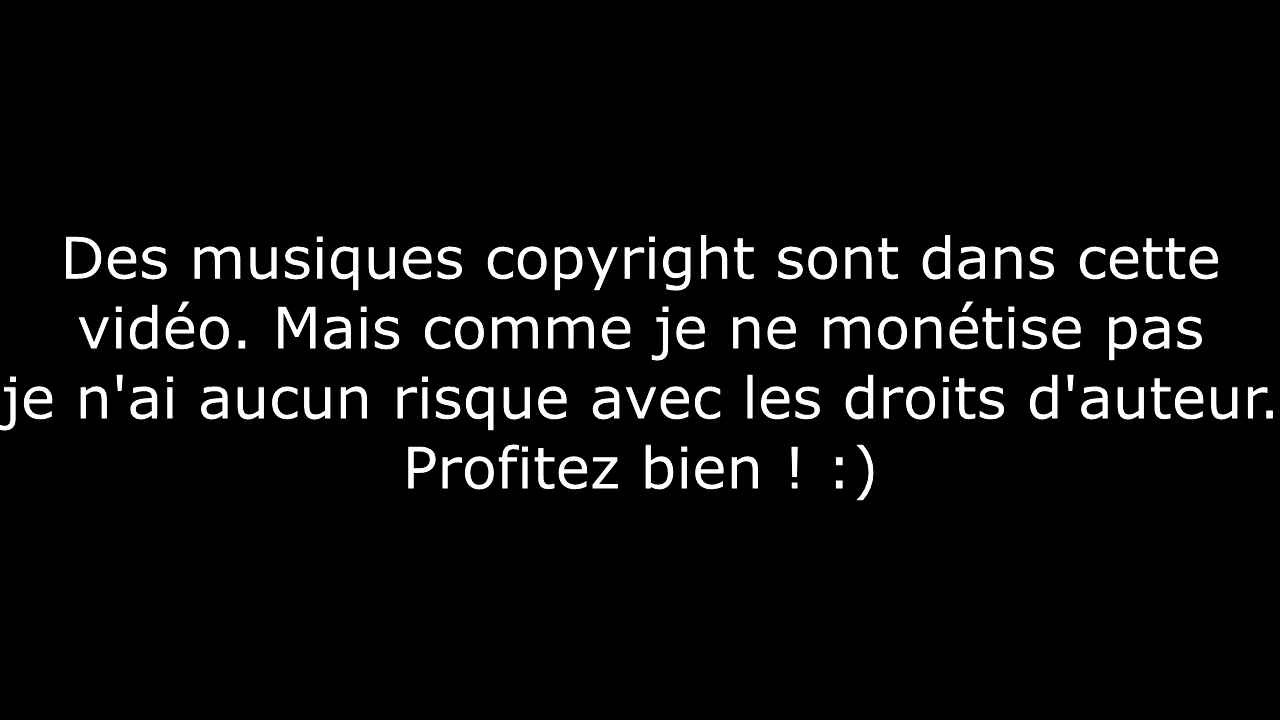 Des musiques copyright sont dans cette
vidéo. Mais comme je ne monétise pas
je n'ai aucun risque avec les droits d'auteur.
Profitez bien ! :)